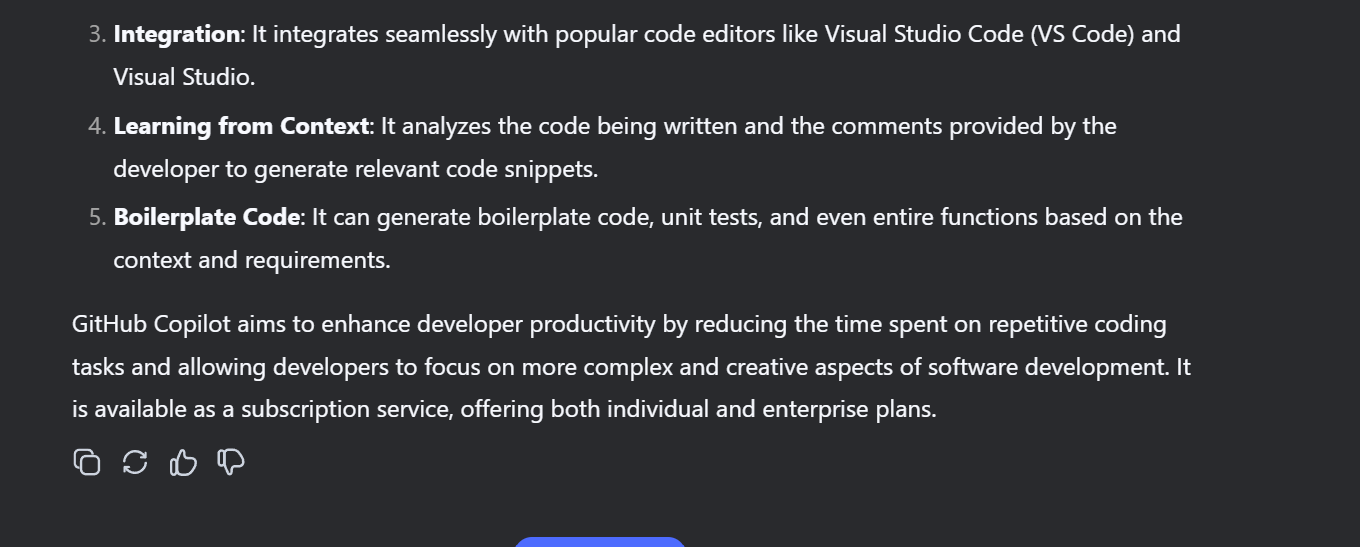 3. Integration: It integrates seamlessly with popular code editors like Visual Studio Code (VS Code) and
Visual Studio.
4. Learning from Context: It analyzes the code being written and the comments provided by the
developer to generate relevant code snippets.
5. Boilerplate Code: It can generate boilerplate code, unit tests, and even entire functions based on the
context and requirements.
GitHub Copilot aims to enhance developer productivity by reducing the time spent on repetitive coding
tasks and allowing developers to focus on more complex and creative aspects of software development. It
is available as a subscription service, offering both individual and enterprise plans.